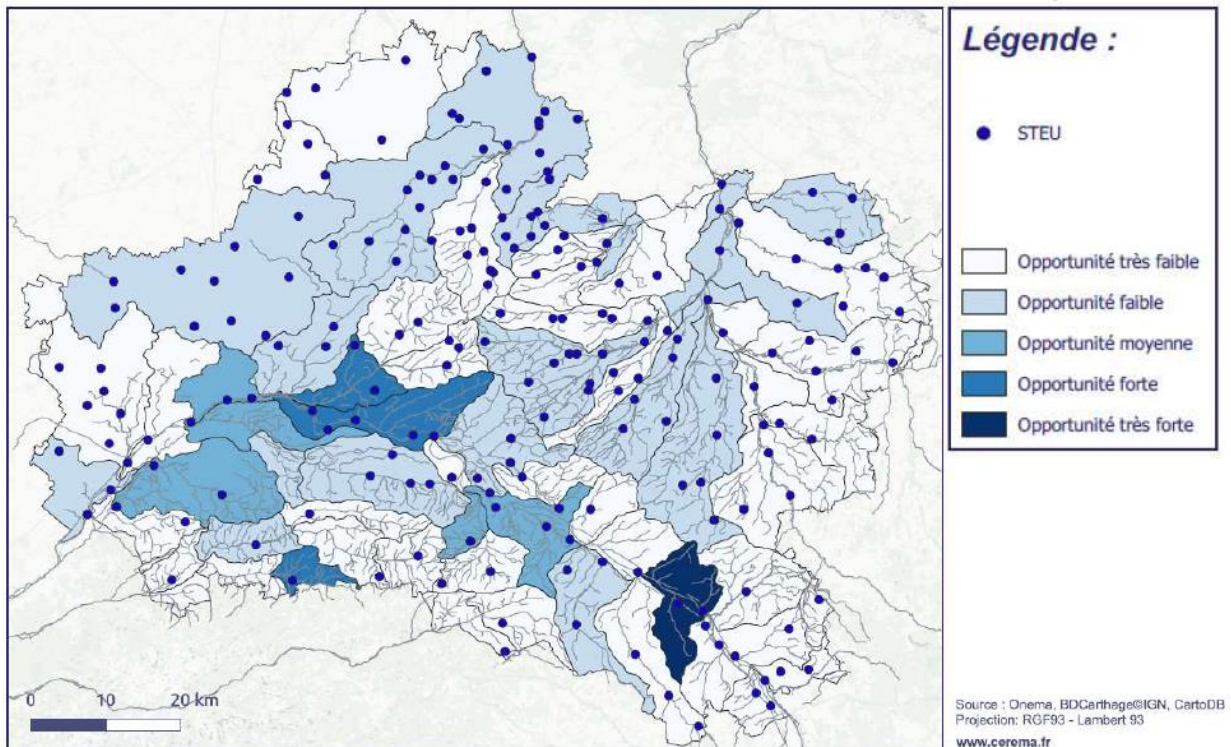 Légende :
STEU
Opportunité très faible
Opportunité faible
Opportunité moyenne
Opportunité forte
Opportunité très forte
0 10 20 km
Source : Onema, BDCarthage©IGN, CartoDB
Projection: RGF93 - Lambert 93
www.cerema.fr